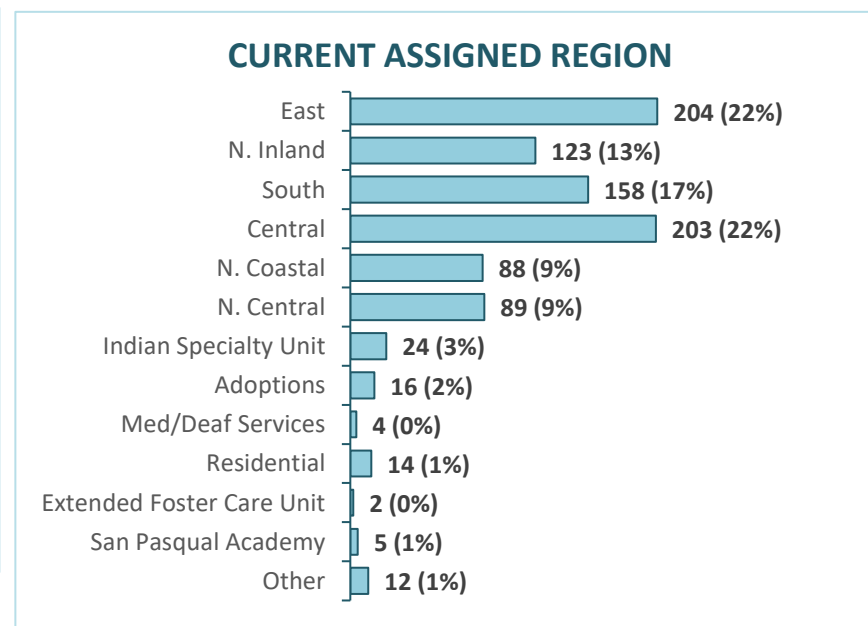 CURRENT ASSIGNED REGION
East 204 (22%)
N. Inland 123 (13%)
South 158 (17%)
Central 203 (22%)
N. Coastal 88 (9%)
N. Central 89 (9%)
Indian Specialty Unit 24 (3%)
Adoptions 16 (2%)
Med/Deaf Services 4 (0%)
Residential 14 (1%)
Extended Foster Care Unit 2 (0%)
San Pasqual Academy 5 (1%)
Other 12 (1%)